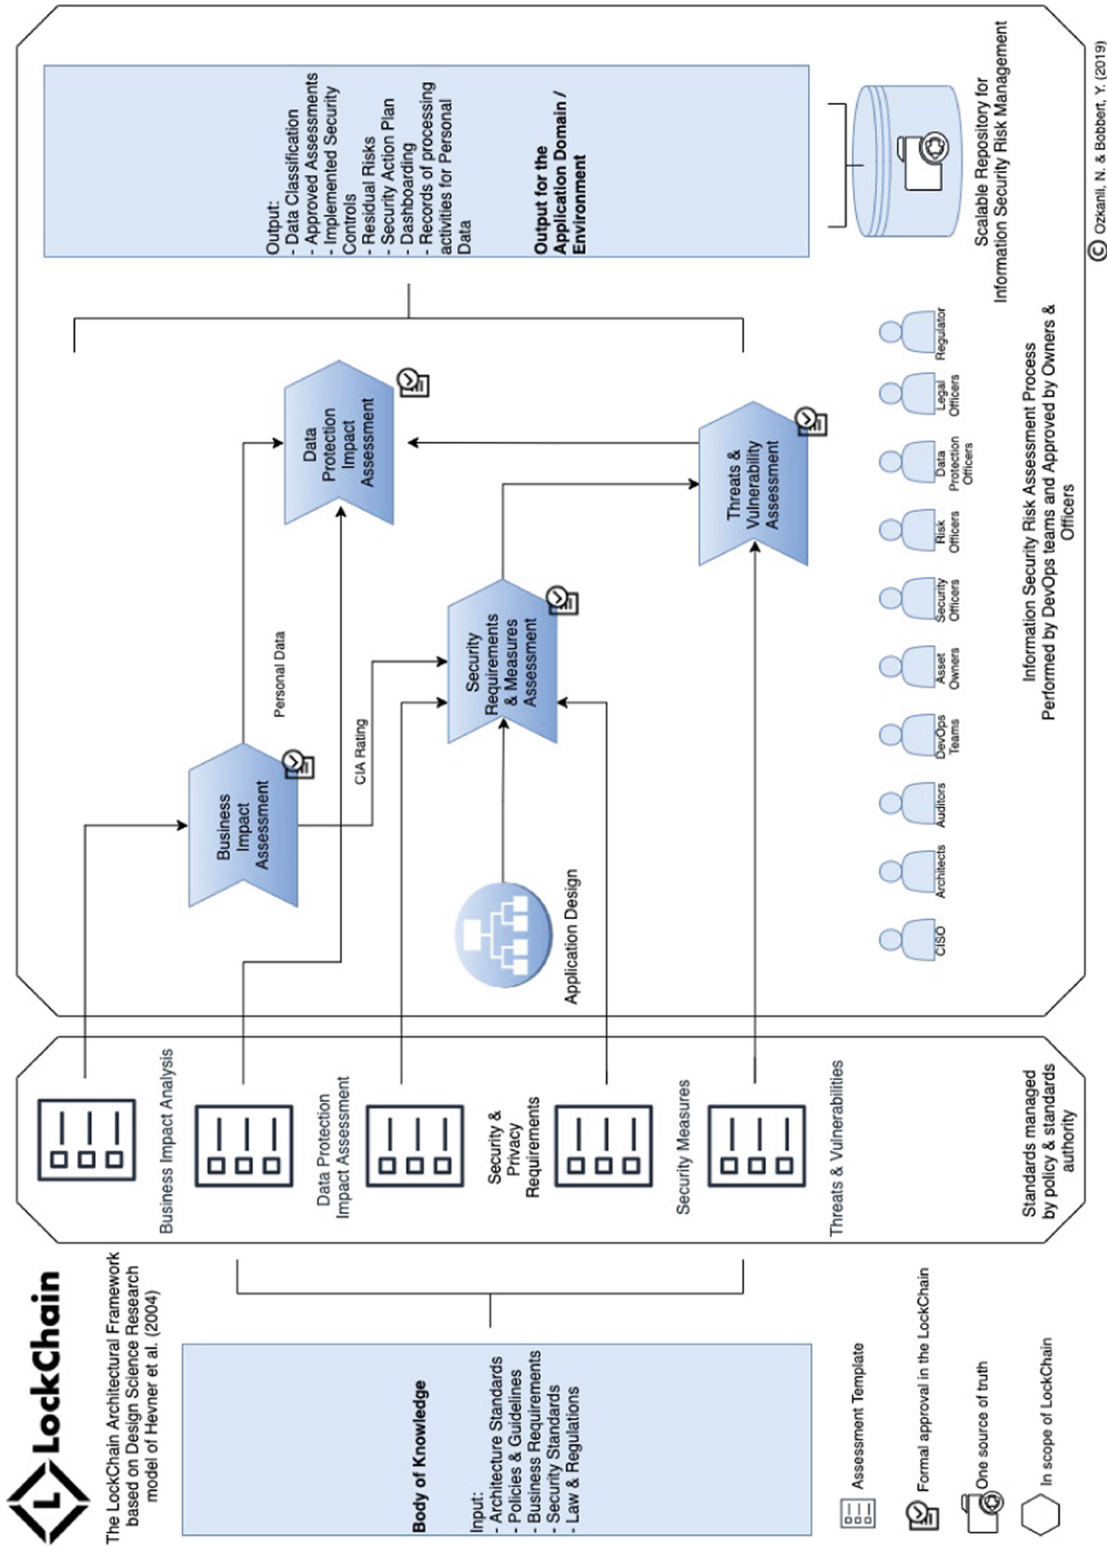 LockChain
The LockChain Architectural Framework
based on Design Science Research
model of Hevner et al. (2004)
Body of Knowledge
Input:
- Architecture Standards
- Policies & Guidelines
- Business Requirements
- Security Standards
- Law & Regulations
Assessment Template
Formal approval in the LockChain
One source of truth
In scope of LockChain
Business Impact Analysis
Data Protection
Impact Assessment
Security &
Privacy
Requirements
Security Measures
Threats & Vulnerabilities
Standards managed
by policy & standards
authority
Business
Impact
Assessment
Personal Data
CIA Rating
Application Design
Security
Requirements
& Measures
Assessment
Data
Protection
Impact
Assessment
Threats &
Vulnerability
Assessment
CISO
Architects
Auditors
DevOps
Teams
Asset
Owners
Security
Officers
Risk
Officers
Data
Protection
Officers
Legal
Officers
Regulator
Information Security Risk Assessment Process
Performed by DevOps teams and Approved by Owners &
Officers
Output:
- Data Classification
- Approved Assessments
- Implemented Security
Controls
- Residual Risks
- Security Action Plan
- Dashboarding
- Records of processing
activities for Personal
Data
Output for the
Application Domain /
Environment
Scalable Repository for
Information Security Risk Management
© Ozkanli, N. & Bobbert, Y. (2019)